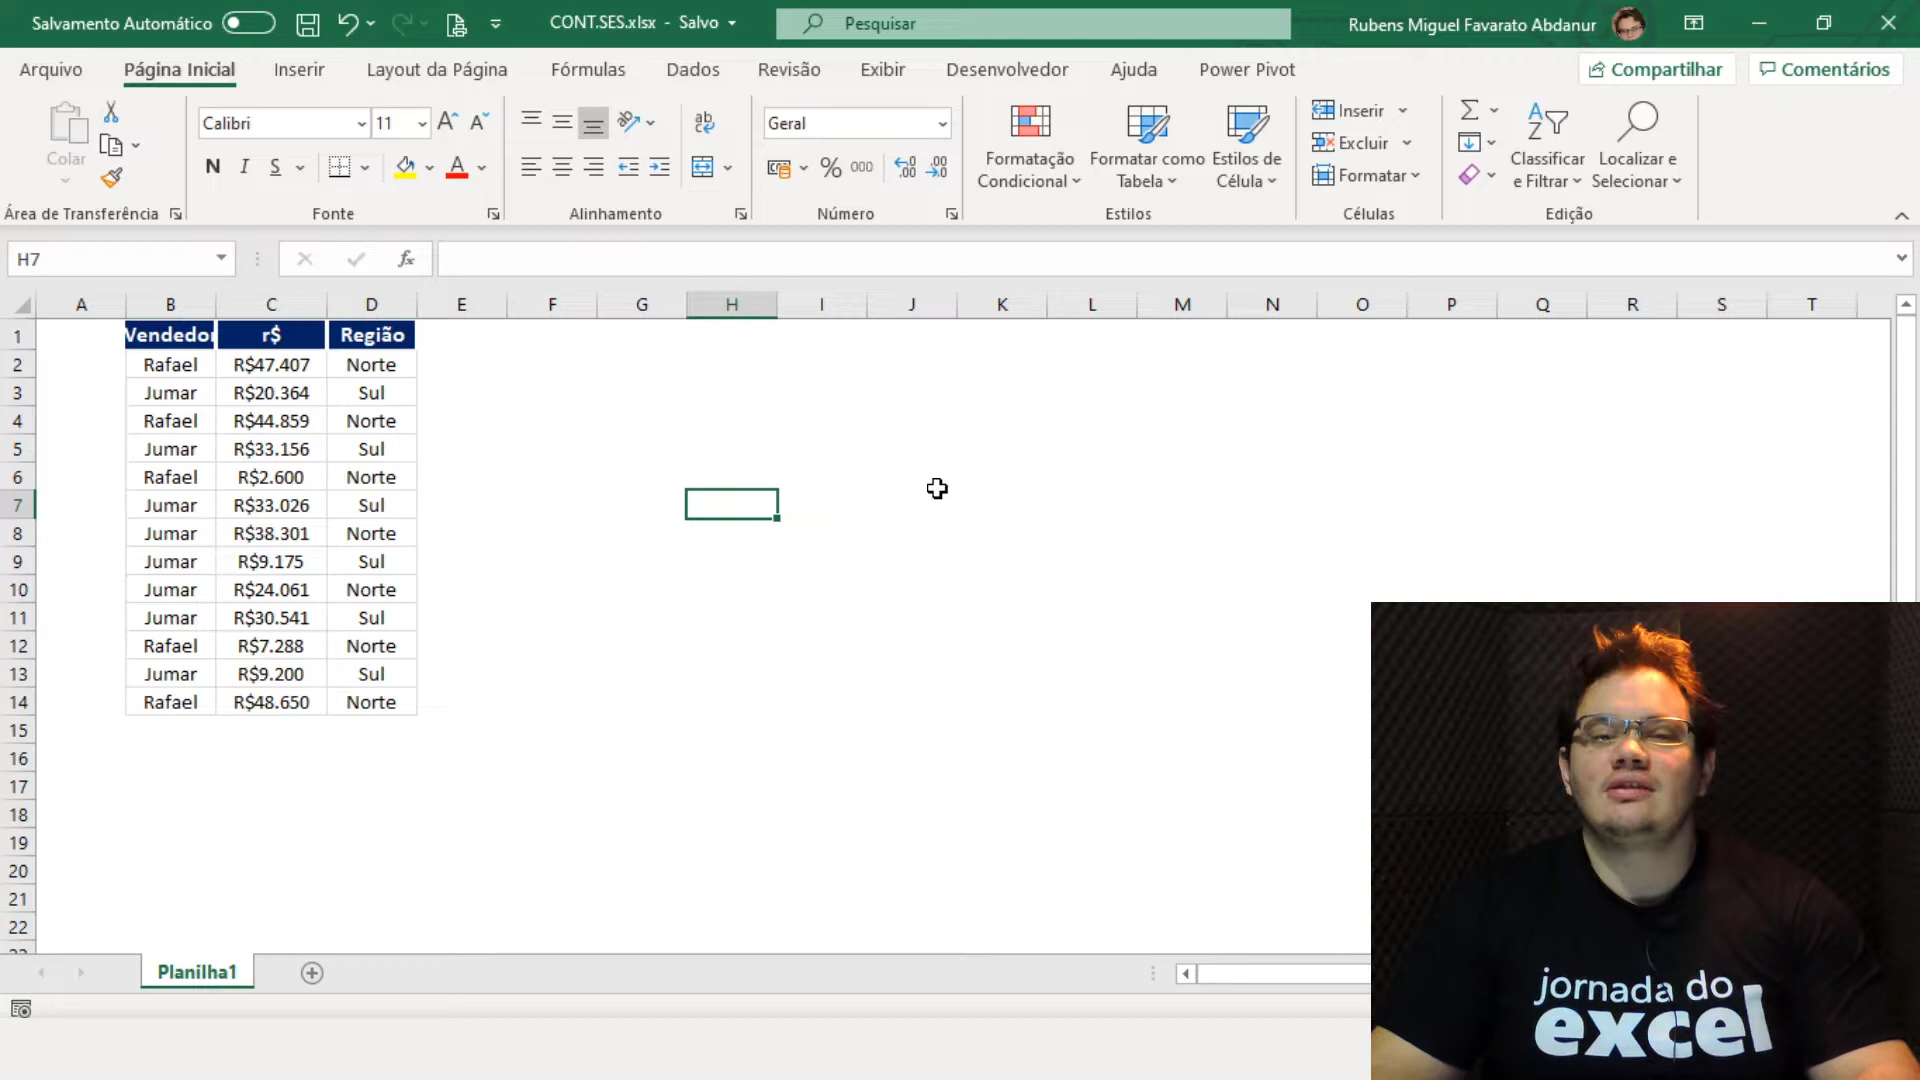 Salvamento Automático
CONT.SES.xlsx - Salvo
Pesquisar
Rubens Miguel Favarato Abdanur
Arquivo Página Inicial Inserir Layout da Página Fórmulas Dados Revisão Exibir Desenvolvedor Ajuda Power Pivot
Compartilhar Comentários
Colar
Área de Transferência
Calibri 11
N I S
Fonte
ab
Alinhamento
Geral
% 000
Número
Formatação Condicional
Formatar como Tabela
Estilos de Célula
Estilos
Inserir
Excluir
Formatar
Células
Classificar e Filtrar
Localizar e Selecionar
Edição
H7 fx
A B C D E F G H I J K L M N O P Q R S T
1 Vendedor r$ Região
2 Rafael R$47.407 Norte
3 Jumar R$20.364 Sul
4 Rafael R$44.859 Norte
5 Jumar R$33.156 Sul
6 Rafael R$2.600 Norte
7 Jumar R$33.026 Sul
8 Jumar R$38.301 Norte
9 Jumar R$9.175 Sul
10 Jumar R$24.061 Norte
11 Jumar R$30.541 Sul
12 Rafael R$7.288 Norte
13 Jumar R$9.200 Sul
14 Rafael R$48.650 Norte
15
16
17
18
19
20
21
22
Planilha1
jornada do
excel